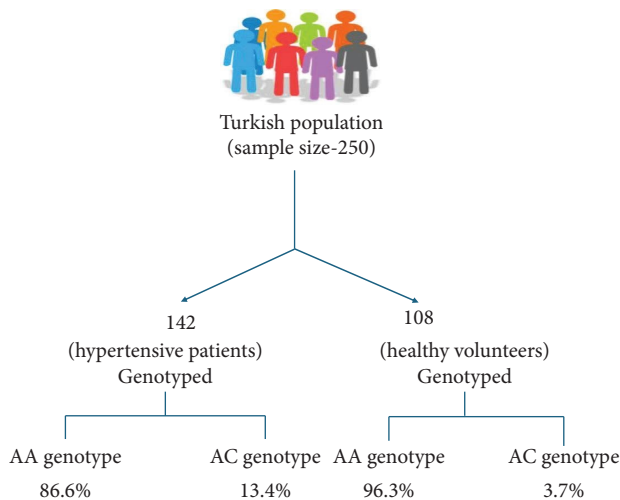 Turkish population
(sample size-250)
142
(hypertensive patients)
Genotyped
108
(healthy volunteers)
Genotyped
AA genotype
86.6%
AC genotype
13.4%
AA genotype
96.3%
AC genotype
3.7%